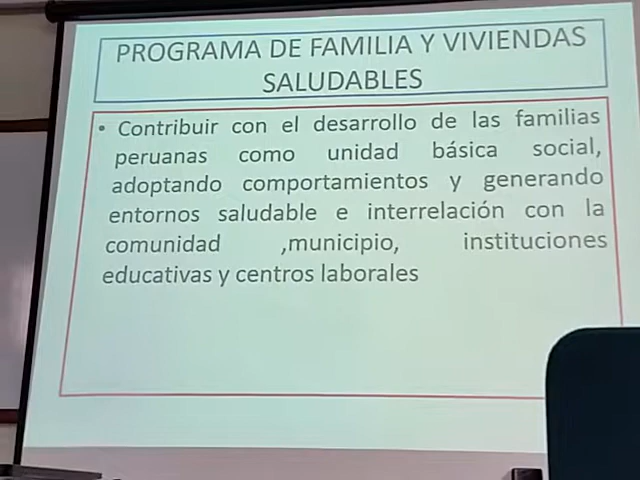 PROGRAMA DE FAMILIA Y VIVIENDAS
SALUDABLES
• Contribuir con el desarrollo de las familias
peruanas como unidad básica social,
adoptando comportamientos y generando
entornos saludable e interrelación con la
comunidad ,municipio, instituciones
educativas y centros laborales